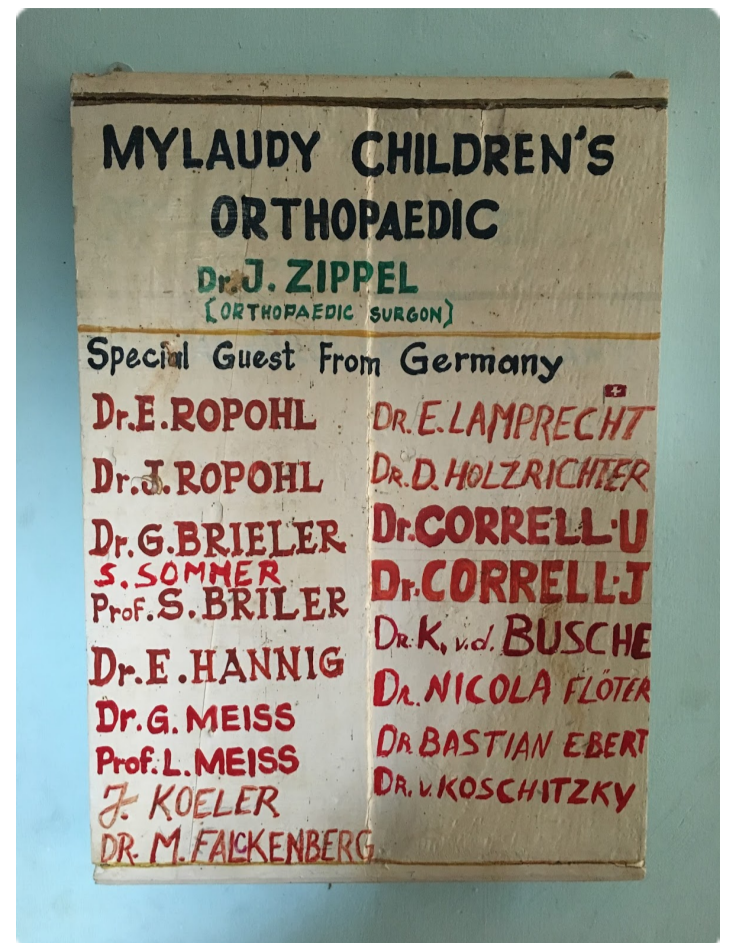 MYLAUDY CHILDREN'S
ORTHOPAEDIC
Dr. J. ZIPPEL
[ORTHOPAEDIC SURGON]
Special Guest From Germany
Dr.E.ROPOHL
Dr.J.ROPOHL
Dr.G.BRIELER
S. SOMMER
Prof.S.BRILER
Dr.E.HANNIG
Dr.G.MEISS
Prof.L.MEISS
J. KOELER
DR. M. FALCKENBERG
DR. E. LAMPRECHT
DR. D. HOLZRICHTER
Dr.CORRELL.U
Dr.CORRELL.J
DR. K. v.d. BUSCHE
DR. NICOLA FLÖTER
DR BASTIAN EBERT
DR. v. KOSCHITZKY